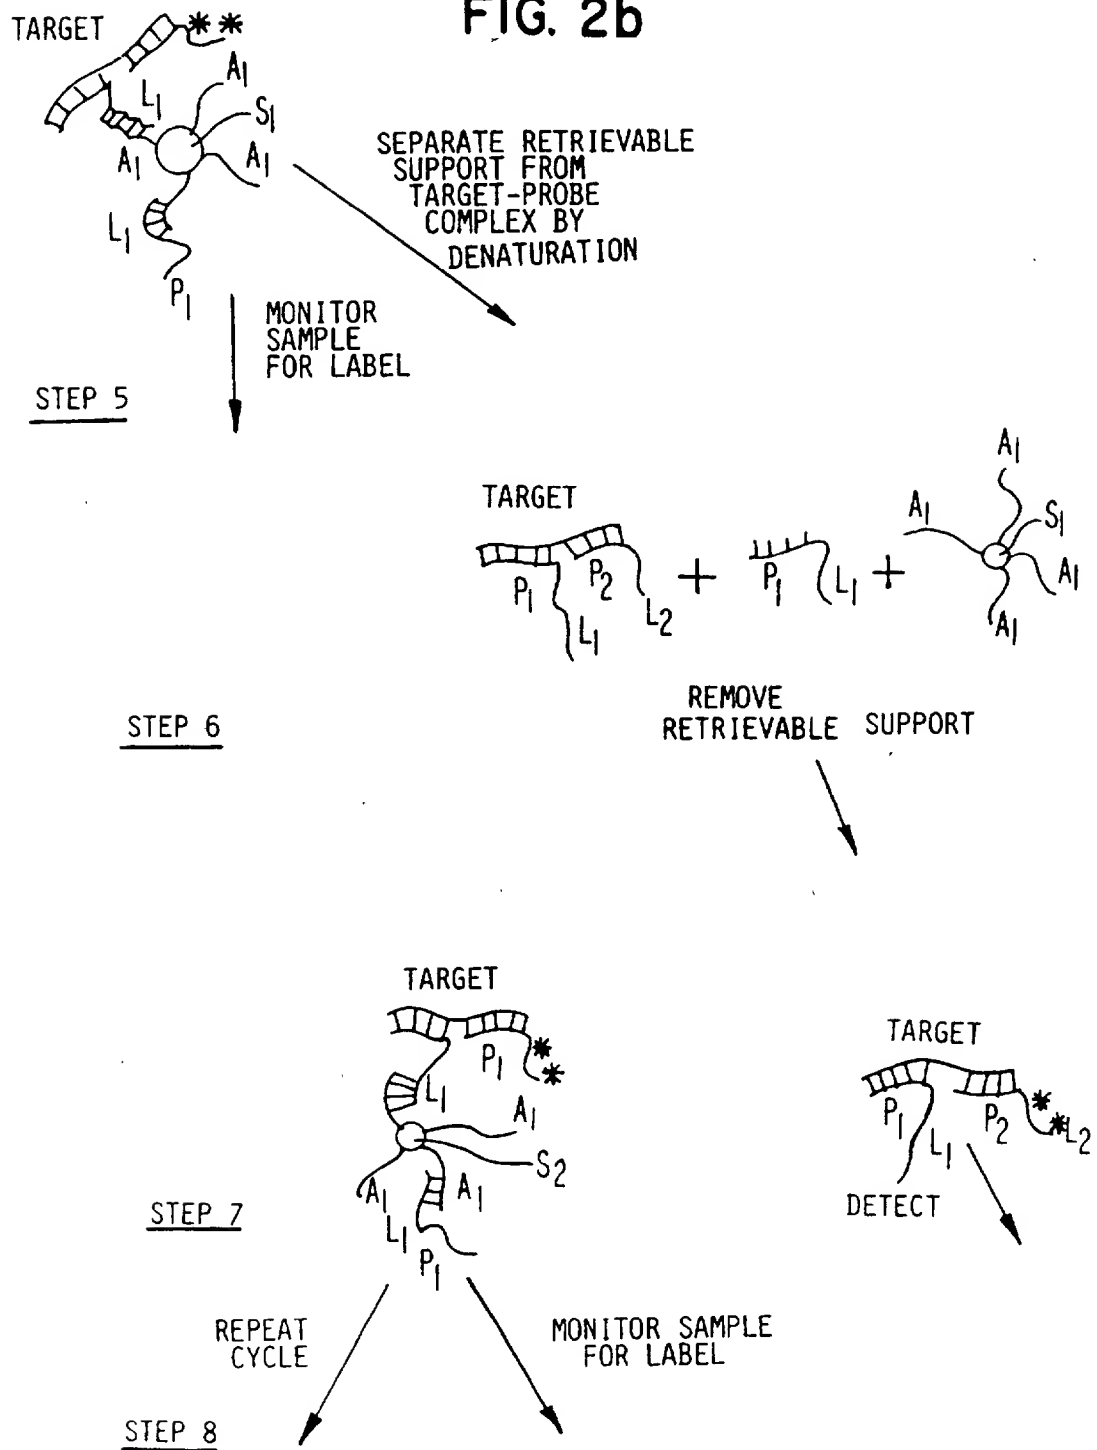 FIG. 2b
TARGET
* *
A1
L1
S1
A1
A1
L1
P1
SEPARATE RETRIEVABLE
SUPPORT FROM
TARGET-PROBE
COMPLEX BY
DENATURATION
MONITOR
SAMPLE
FOR LABEL
STEP 5
TARGET
P1
P2
L1
L2
+
P1
L1
+
A1
A1
S1
A1
A1
STEP 6
REMOVE
RETRIEVABLE SUPPORT
TARGET
P1
*
*
L1
A1
S2
A1
A1
L1
P1
STEP 7
TARGET
P1
L1
P2
*
*L2
DETECT
REPEAT
CYCLE
MONITOR SAMPLE
FOR LABEL
STEP 8